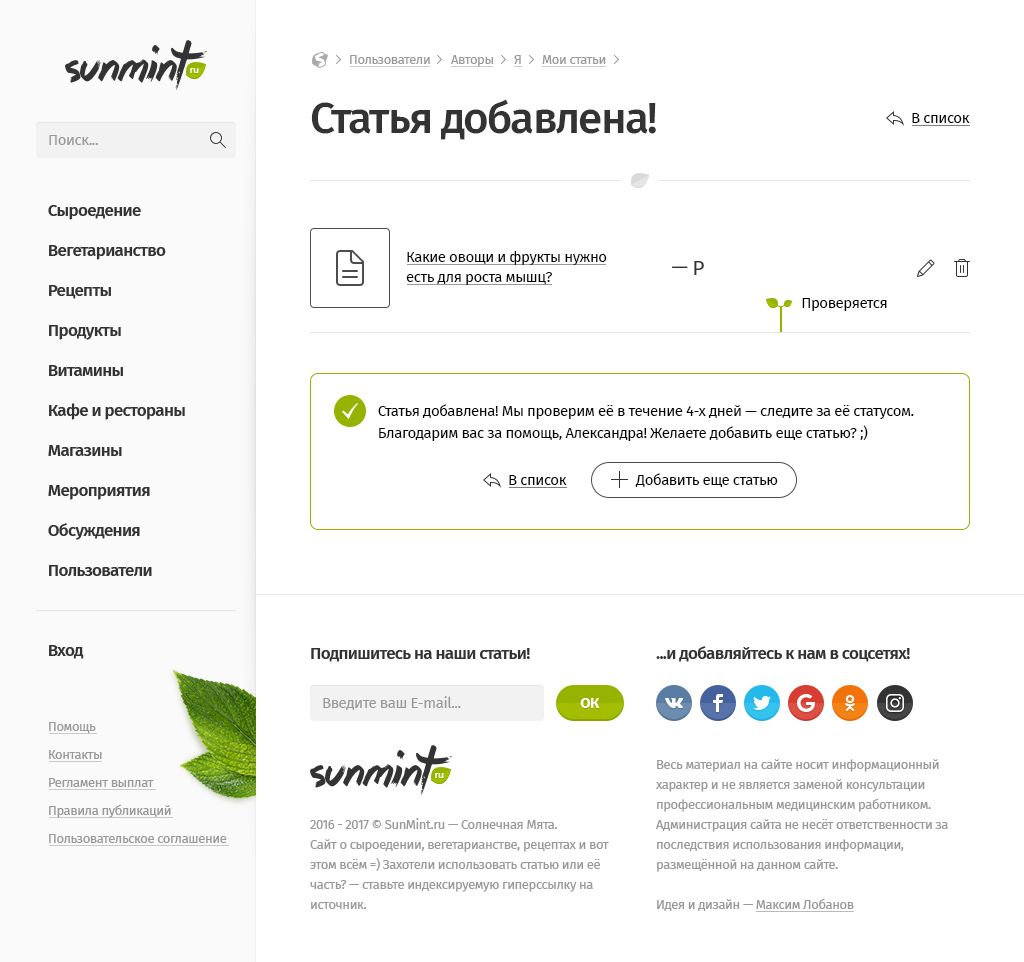 sunmint ru
Поиск...
Сыроедение
Вегетарианство
Рецепты
Продукты
Витамины
Кафе и рестораны
Магазины
Мероприятия
Обсуждения
Пользователи
Вход
Помощь
Контакты
Регламент выплат
Правила публикаций
Пользовательское соглашение
Пользователи > Авторы > Я > Мои статьи >
Статья добавлена!
В список
Какие овощи и фрукты нужно
есть для роста мышц?
— Р
Проверяется
Статья добавлена! Мы проверим её в течение 4-х дней — следите за её статусом.
Благодарим вас за помощь, Александра! Желаете добавить еще статью? ;)
В список
Добавить еще статью
Подпишитесь на наши статьи!
Введите ваш E-mail...
ОК
sunmint ru
2016 - 2017 © SunMint.ru — Солнечная Мята.
Сайт о сыроедении, вегетарианстве, рецептах и вот
этом всём =) Захотели использовать статью или её
часть? — ставьте индексируемую гиперссылку на
источник.
...и добавляйтесь к нам в соцсетях!
Весь материал на сайте носит информационный
характер и не является заменой консультации
профессиональным медицинским работником.
Администрация сайта не несёт ответственности за
последствия использования информации,
размещённой на данном сайте.
Идея и дизайн — Максим Лобанов